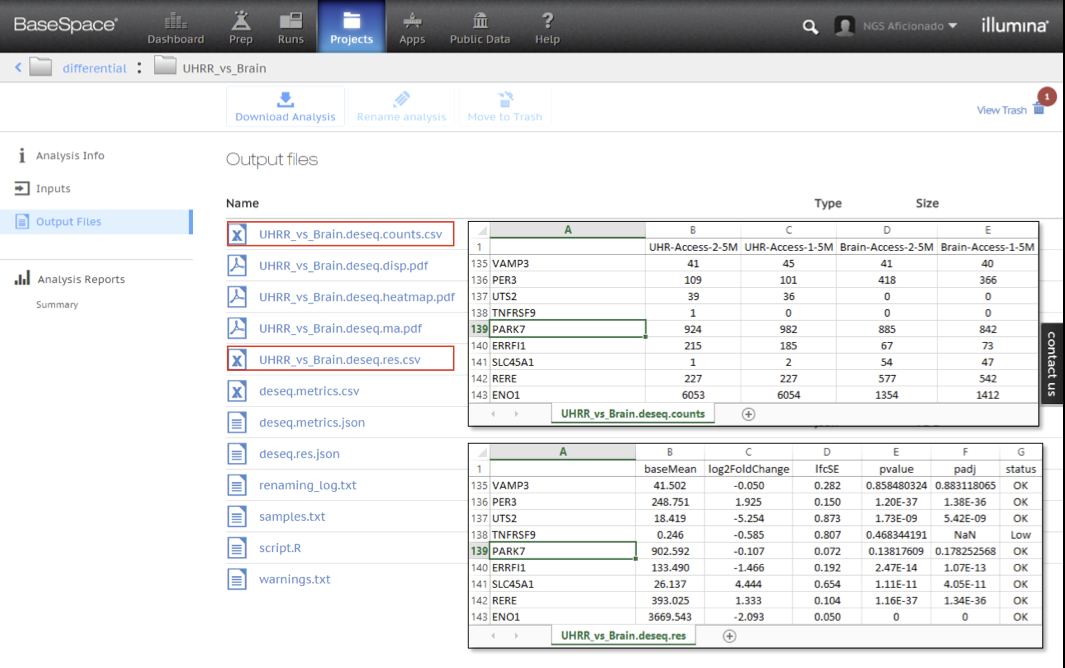 BaseSpace®
Dashboard Prep Runs Projects Apps Public Data Help
NGS Aficionado
illumina®
differential : UHRR_vs_Brain
Download Analysis Rename analysis Move to Trash
View Trash 1
Analysis Info
Inputs
Output Files
Analysis Reports
Summary
Output files
Name Type Size
UHRR_vs_Brain.deseq.counts.csv
UHRR_vs_Brain.deseq.disp.pdf
UHRR_vs_Brain.deseq.heatmap.pdf
UHRR_vs_Brain.deseq.ma.pdf
UHRR_vs_Brain.deseq.res.csv
deseq.metrics.csv
deseq.metrics.json
deseq.res.json
renaming_log.txt
samples.txt
script.R
warnings.txt
A B C D E
1 UHR-Access-2-5M UHR-Access-1-5M Brain-Access-2-5M Brain-Access-1-5M
135 VAMP3 41 45 41 40
136 PER3 109 101 418 366
137 UTS2 39 36 0 0
138 TNFRSF9 1 0 0 0
139 PARK7 924 982 885 842
140 ERRFI1 215 185 67 73
141 SLC45A1 1 2 54 47
142 RERE 227 227 577 542
143 ENO1 6053 6054 1354 1412
UHRR_vs_Brain.deseq.counts
A B C D E F G
1 baseMean log2FoldChange lfcSE pvalue padj status
135 VAMP3 41.502 -0.050 0.282 0.858480324 0.883118065 OK
136 PER3 248.751 1.925 0.150 1.20E-37 1.38E-36 OK
137 UTS2 18.419 -5.254 0.873 1.73E-09 5.42E-09 OK
138 TNFRSF9 0.246 -0.585 0.807 0.468344191 NaN Low
139 PARK7 902.592 -0.107 0.072 0.13817609 0.178252568 OK
140 ERRFI1 133.490 -1.466 0.192 2.47E-14 1.07E-13 OK
141 SLC45A1 26.137 4.444 0.654 1.11E-11 4.05E-11 OK
142 RERE 393.025 1.333 0.104 1.16E-37 1.34E-36 OK
143 ENO1 3669.543 -2.093 0.050 0 0 OK
UHRR_vs_Brain.deseq.res
contact us